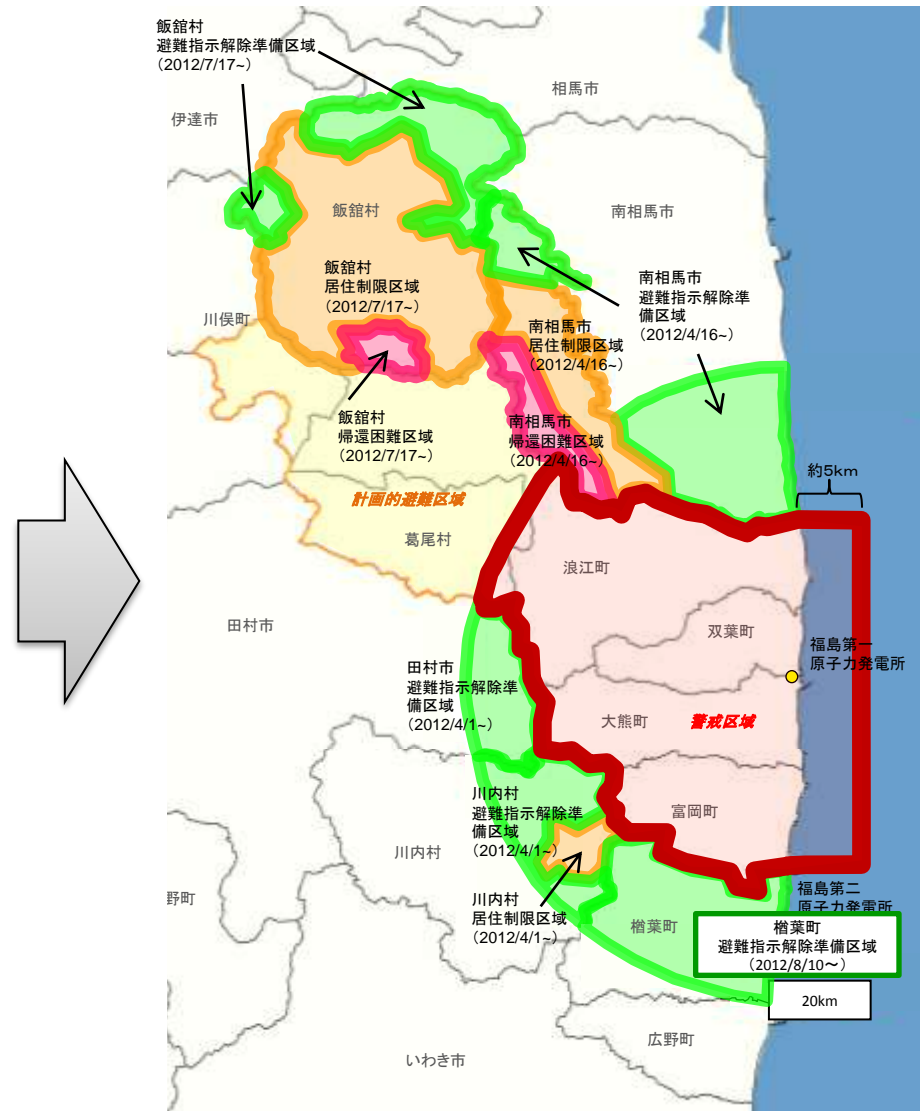 飯舘村
避難指示解除準備区域
(2012/7/17~)
相馬市
伊達市
飯舘村
南相馬市
飯舘村
居住制限区域
(2012/7/17~)
南相馬市
避難指示解除準
備区域
(2012/4/16~)
川俣町
南相馬市
居住制限区域
(2012/4/16~)
飯舘村
帰還困難区域
(2012/7/17~)
南相馬市
帰還困難区域
(2012/4/16~)
約5km
計画的避難区域
葛尾村
浪江町
双葉町
田村市
福島第一
原子力発電所
田村市
避難指示解除準
備区域
(2012/4/1~)
大熊町
警戒区域
川内村
避難指示解除準
備区域
(2012/4/1~)
富岡町
川内村
野町
川内村
居住制限区域
(2012/4/1~)
福島第二
原子力発電所
楢葉町
楢葉町
避難指示解除準備区域
(2012/8/10～)
20km
広野町
いわき市